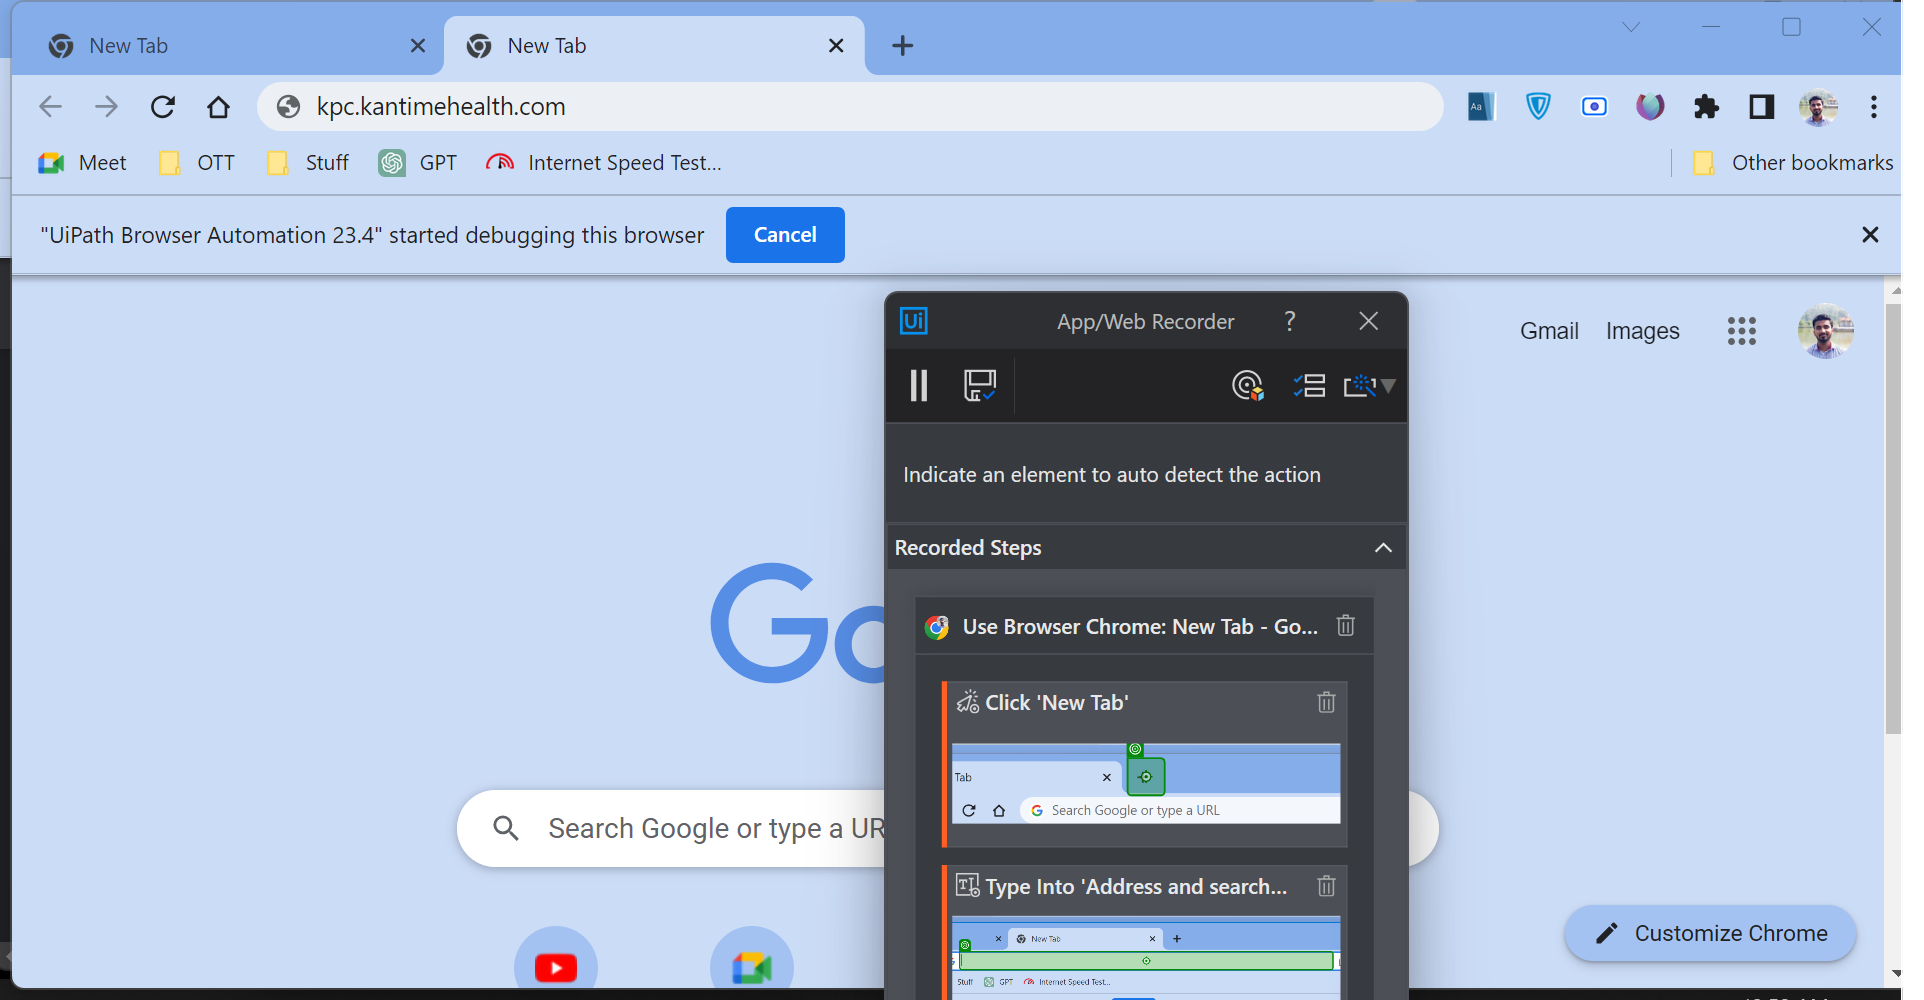 New Tab
New Tab
kpc.kantimehealth.com
Aa
Meet
OTT
Stuff
GPT
Internet Speed Test...
Other bookmarks
"UiPath Browser Automation 23.4" started debugging this browser
Cancel
Ui
App/Web Recorder
?
Gmail
Images
Indicate an element to auto detect the action
Recorded Steps
Go
Use Browser Chrome: New Tab - Go...
Click 'New Tab'
Tab
Search Google or type a URL
Search Google or type a UR
Type Into 'Address and search...
New Tab
Stuff
GPT
Internet Speed Test...
Customize Chrome